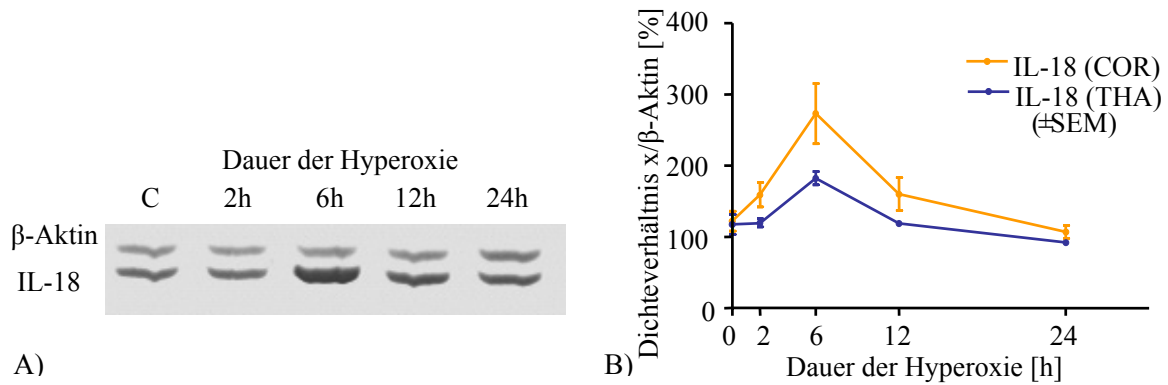 Dauer der Hyperoxie
C 2h 6h 12h 24h
β-Aktin
IL-18
A)
Dichteverhältnis x/β-Aktin [%]
400
300
200
100
0
IL-18 (COR)
IL-18 (THA)
(±SEM)
0 2 6 12 24
Dauer der Hyperoxie [h]
B)